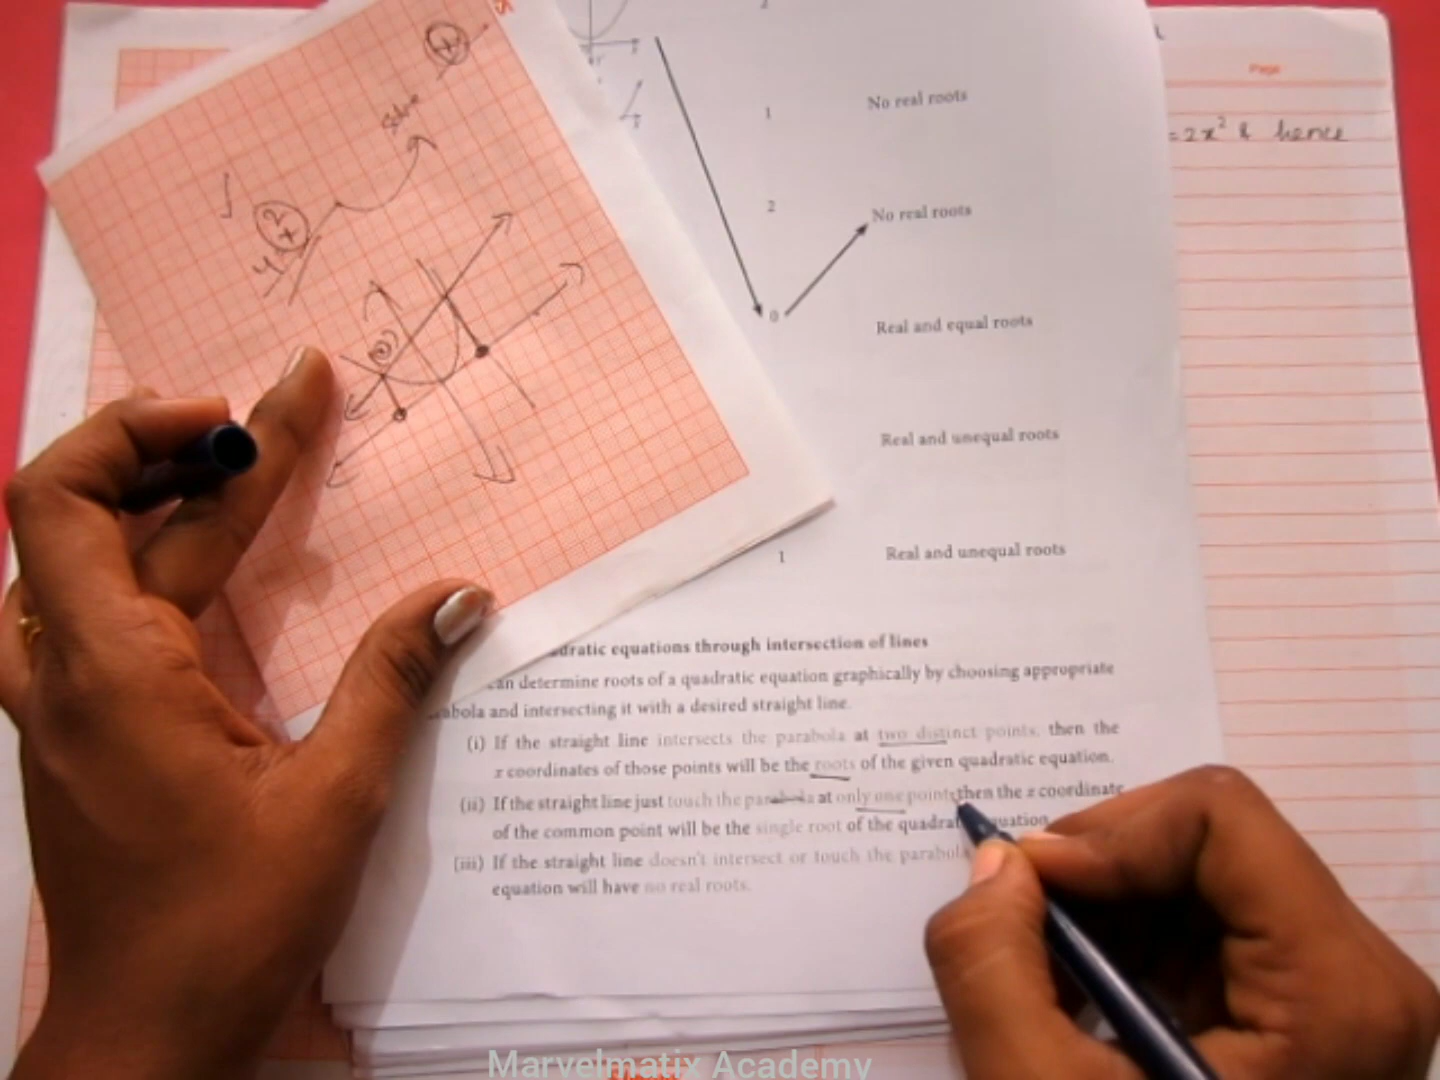 Page
= 2x² & hence
Solve
1
No real roots
2
No real roots
0
Real and equal roots
Real and unequal roots
1
Real and unequal roots
dratic equations through intersection of lines
an determine roots of a quadratic equation graphically by choosing appropriate
abola and intersecting it with a desired straight line.
(i) If the straight line intersects the parabola at two distinct points, then the
x coordinates of those points will be the roots of the given quadratic equation.
(ii) If the straight line just touch the parabola at only one point then the x coordinate
of the common point will be the single root of the quadrat quation
(iii) If the straight line doesn't intersect or touch the parabola
equation will have no real roots.
Marvelmatix Academy